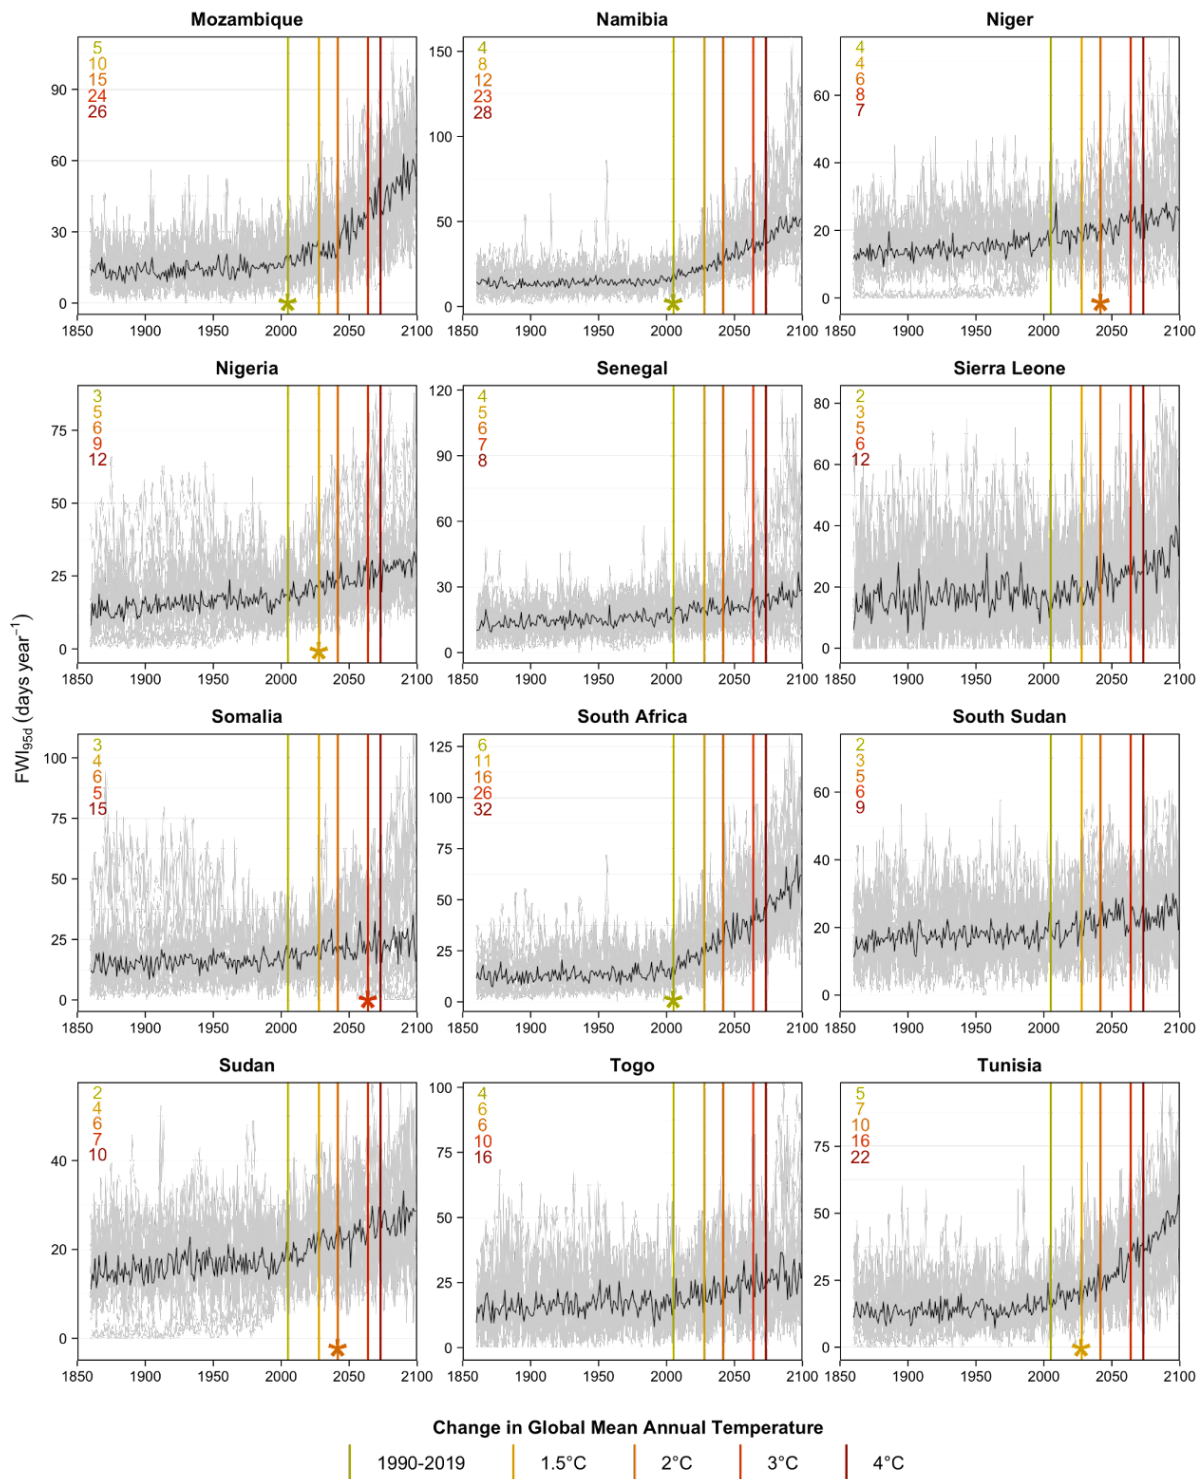 Mozambique Namibia Niger
5 4 4
10 8 4
15 12 6
24 23 8
26 28 7
90 150 60
60 100 40
30 50 20
0 0 0
1850 1900 1950 2000 2050 2100 1850 1900 1950 2000 2050 2100 1850 1900 1950 2000 2050 2100
Nigeria Senegal Sierra Leone
3 4 2
5 5 3
6 6 5
9 7 6
12 8 12
75 120 80
50 90 60
25 60 40
0 30 20
0 0
1850 1900 1950 2000 2050 2100 1850 1900 1950 2000 2050 2100 1850 1900 1950 2000 2050 2100
FWI95d (days year−1)
Somalia South Africa South Sudan
3 6 2
4 11 3
6 16 5
5 26 6
15 32 9
100 125 60
75 100 40
50 75 20
25 50 0
0 25
0
1850 1900 1950 2000 2050 2100 1850 1900 1950 2000 2050 2100 1850 1900 1950 2000 2050 2100
Sudan Togo Tunisia
2 4 5
4 6 7
6 6 10
7 10 16
10 16 22
40 100 75
20 75 50
0 50 25
25 0
0
1850 1900 1950 2000 2050 2100 1850 1900 1950 2000 2050 2100 1850 1900 1950 2000 2050 2100
Change in Global Mean Annual Temperature
1990-2019 1.5°C 2°C 3°C 4°C